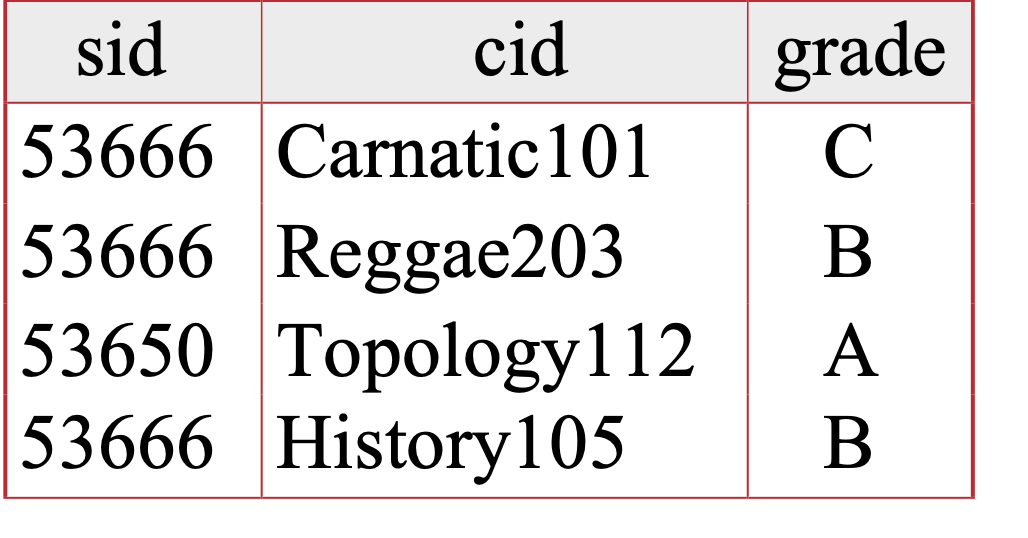 sid cid grade
53666 Carnatic101 C
53666 Reggae203 B
53650 Topology112 A
53666 History105 B